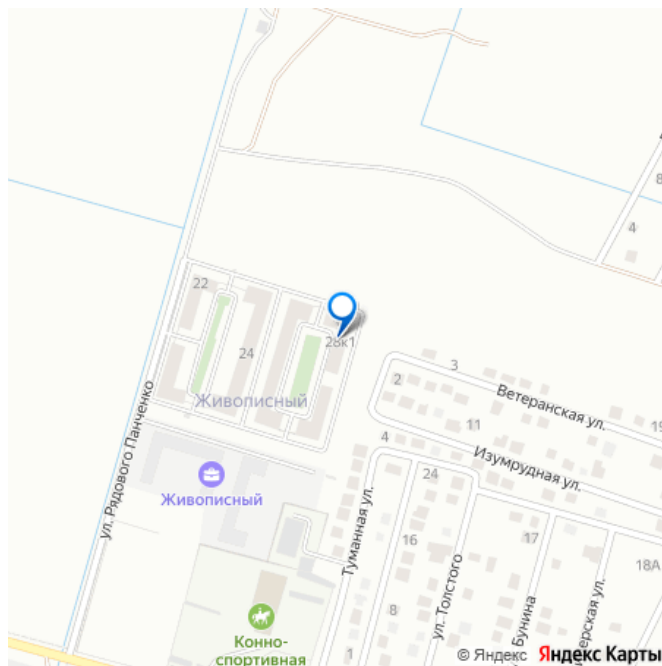 8
4
22
28к1
24
Живописный
3
2
Ветеранская ул.
19
11
Изумрудная ул.
ул. Рядового Панченко
4
24
Живописный
Туманная ул.
16
17
18А
ул. Толстого
8
Бунина
Конно-
спортивная
1
© Яндекс Яндекс Карты